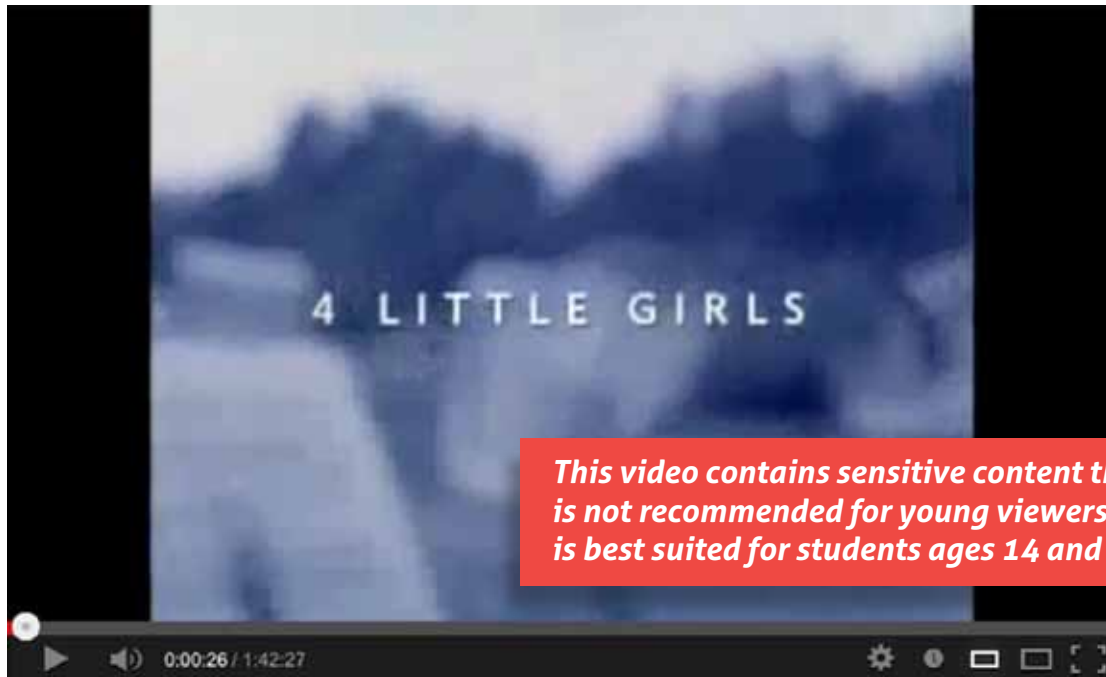 4 LITTLE GIRLS
This video contains sensitive content
is not recommended for young viewers
is best suited for students ages 14 and
0:00:26 / 1:42:27